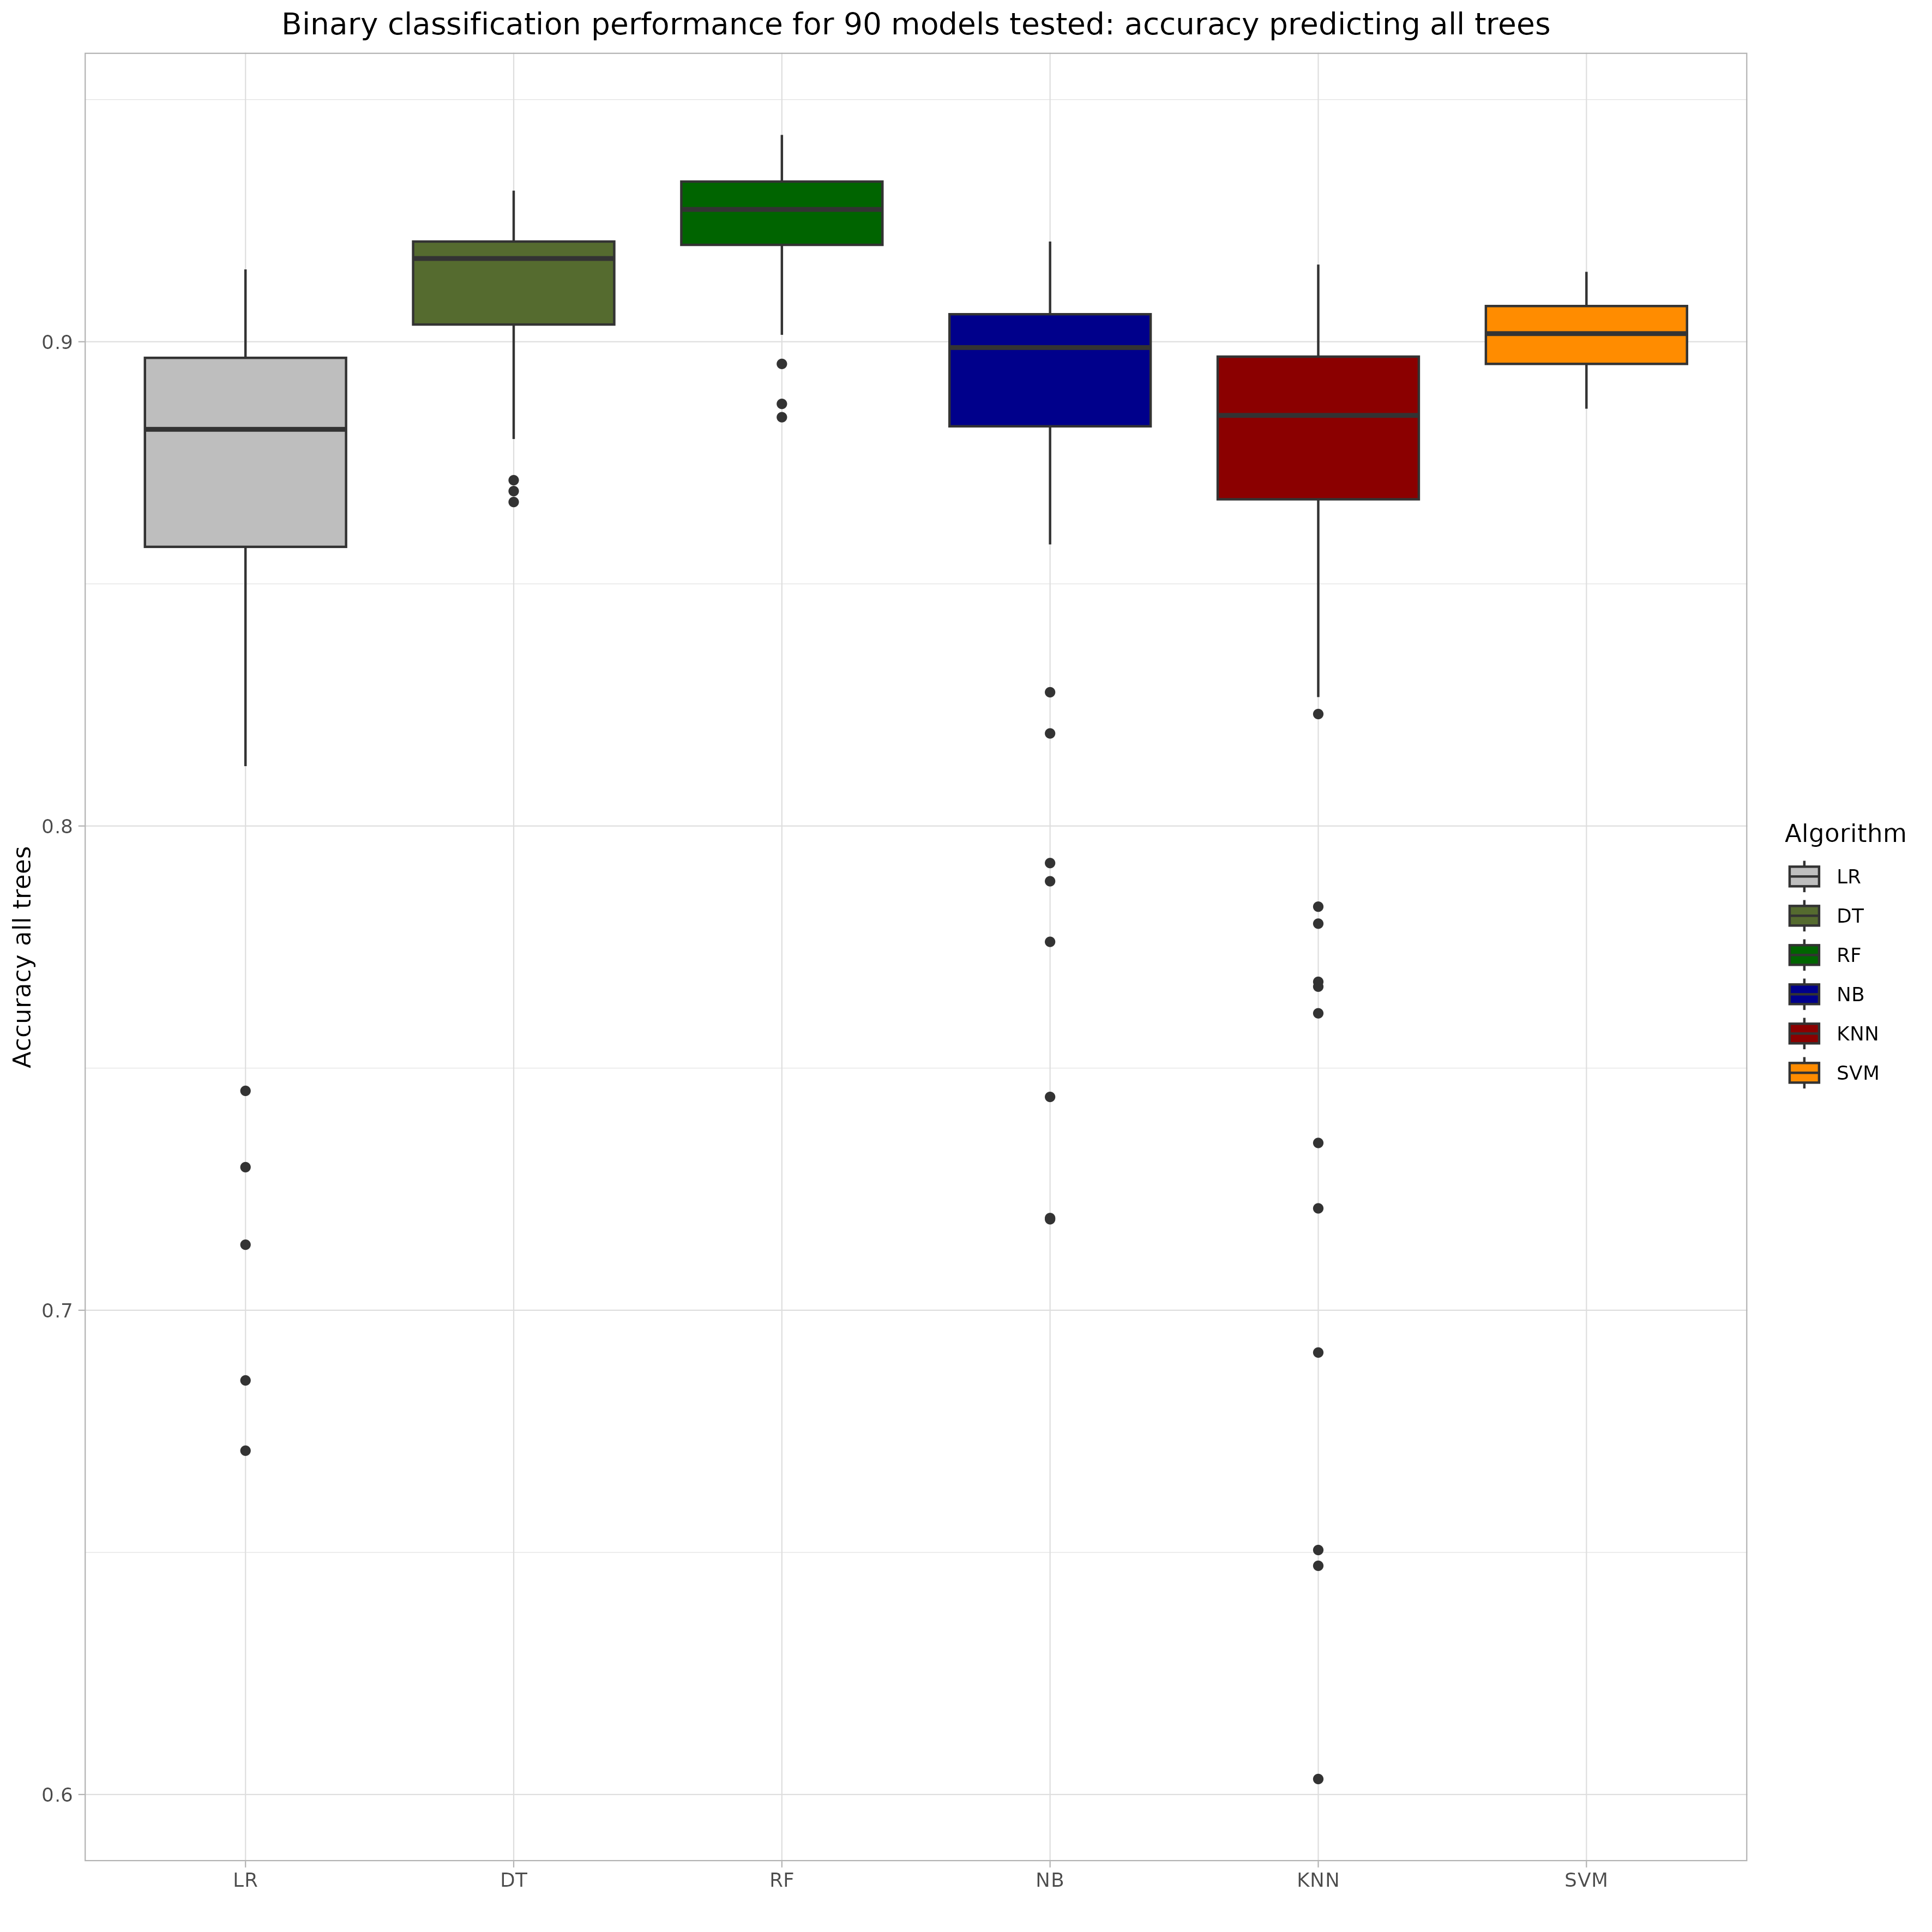 Binary classification performance for 90 models tested: accuracy predicting all trees
Accuracy all trees
0.9
0.8
0.7
0.6
LR
DT
RF
NB
KNN
SVM
Algorithm
LR
DT
RF
NB
KNN
SVM